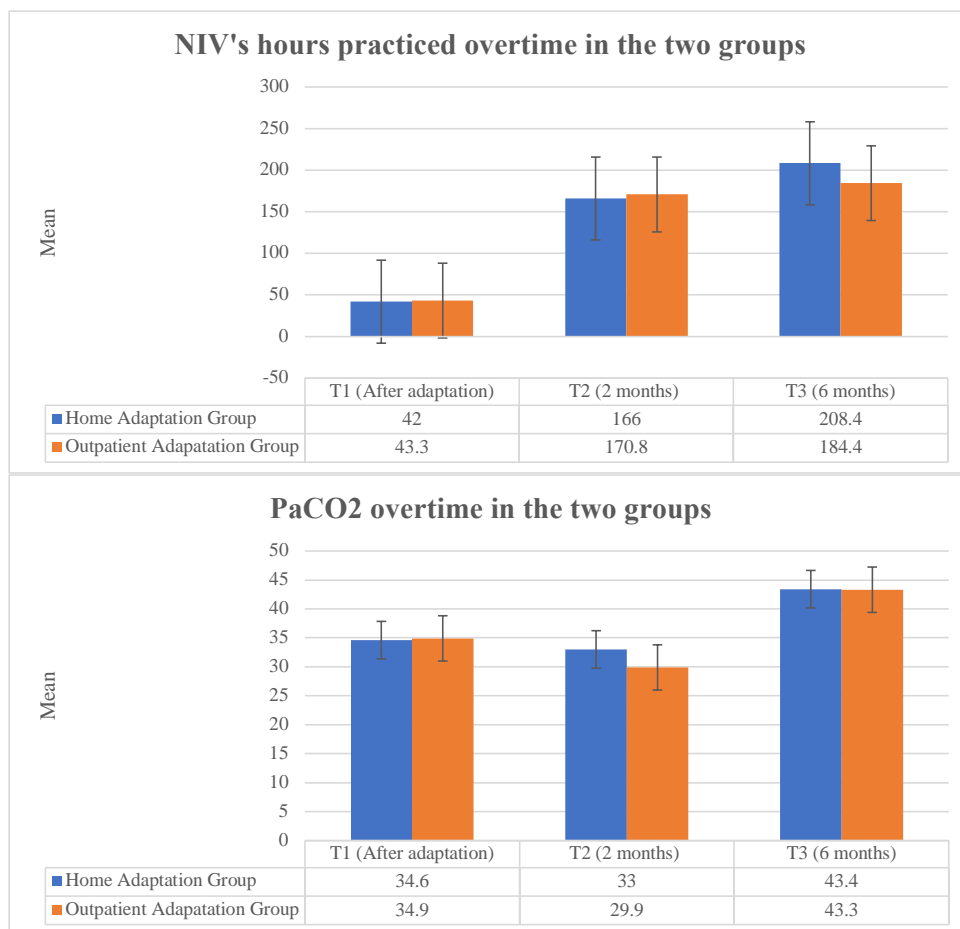 NIV's hours practiced overtime in the two groups
Mean
300
250
200
150
100
50
0
-50
T1 (After adaptation) T2 (2 months) T3 (6 months)
Home Adaptation Group 42 166 208.4
Outpatient Adapatation Group 43.3 170.8 184.4
PaCO2 overtime in the two groups
Mean
50
45
40
35
30
25
20
15
10
5
0
T1 (After adaptation) T2 (2 months) T3 (6 months)
Home Adaptation Group 34.6 33 43.4
Outpatient Adapatation Group 34.9 29.9 43.3